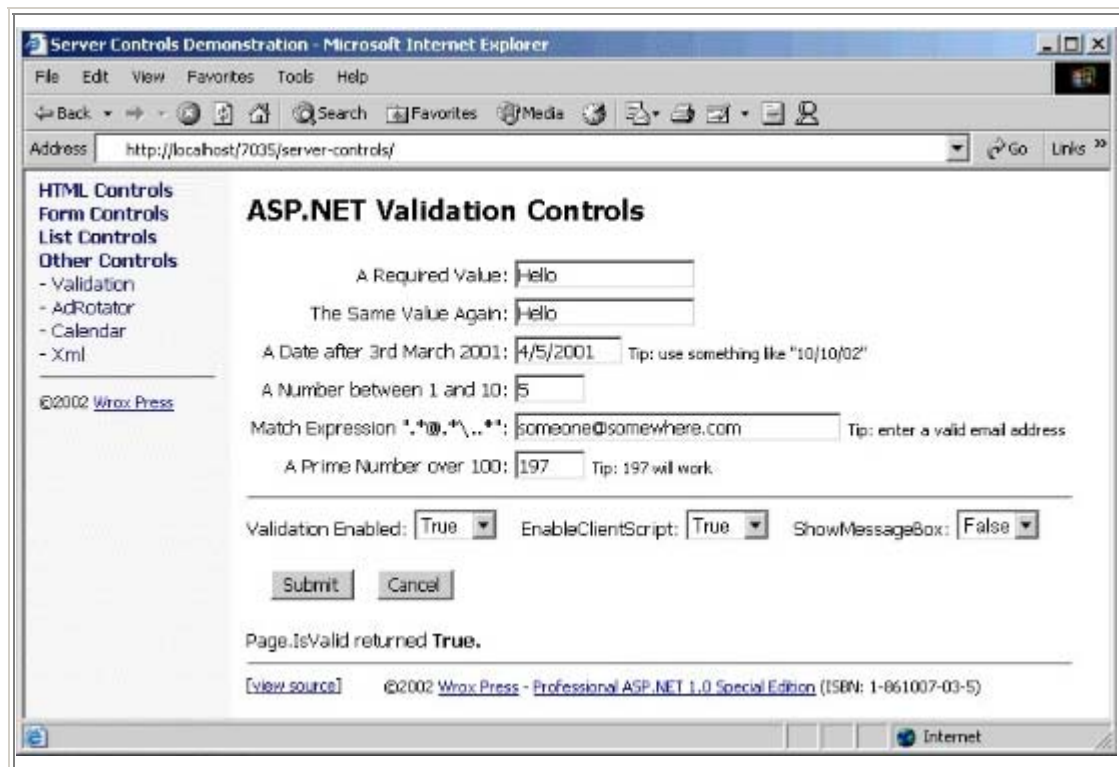 Server Controls Demonstration - Microsoft Internet Explorer
File Edit View Favorites Tools Help
Back Search Favorites Media
Address http://localhost/7035/server-controls/ Go Links »
HTML Controls
Form Controls
List Controls
Other Controls
- Validation
- AdRotator
- Calendar
- Xml
©2002 Wrox Press
ASP.NET Validation Controls
A Required Value: Hello
The Same Value Again: Hello
A Date after 3rd March 2001: 4/5/2001 Tip: use something like "10/10/02"
A Number between 1 and 10: 5
Match Expression ".*@.*\..*": someone@somewhere.com Tip: enter a valid email address
A Prime Number over 100: 197 Tip: 197 will work
Validation Enabled: True EnableClientScript: True ShowMessageBox: False
Submit Cancel
Page.IsValid returned True.
[view source] ©2002 Wrox Press - Professional ASP.NET 1.0 Special Edition (ISBN: 1-861007-03-5)
Internet